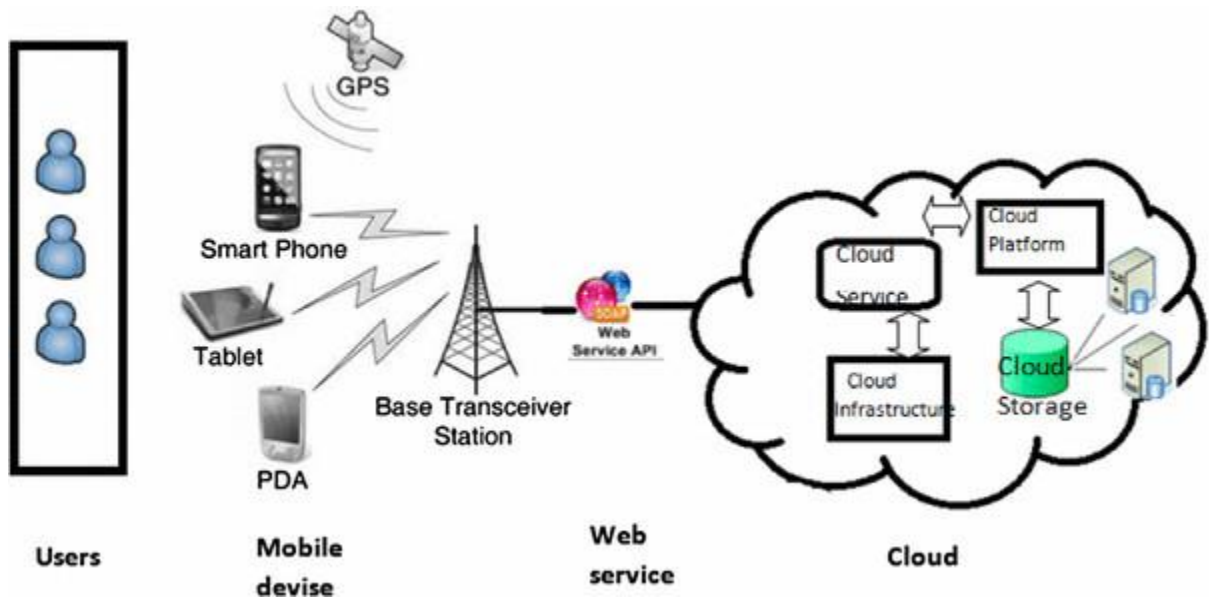 GPS
Smart Phone
Tablet
PDA
Base Transceiver
Station
SOAP
Web
Service API
Cloud
Service
Cloud
Platform
Cloud
Infrastructure
Cloud
Storage
Users
Mobile
devise
Web
service
Cloud